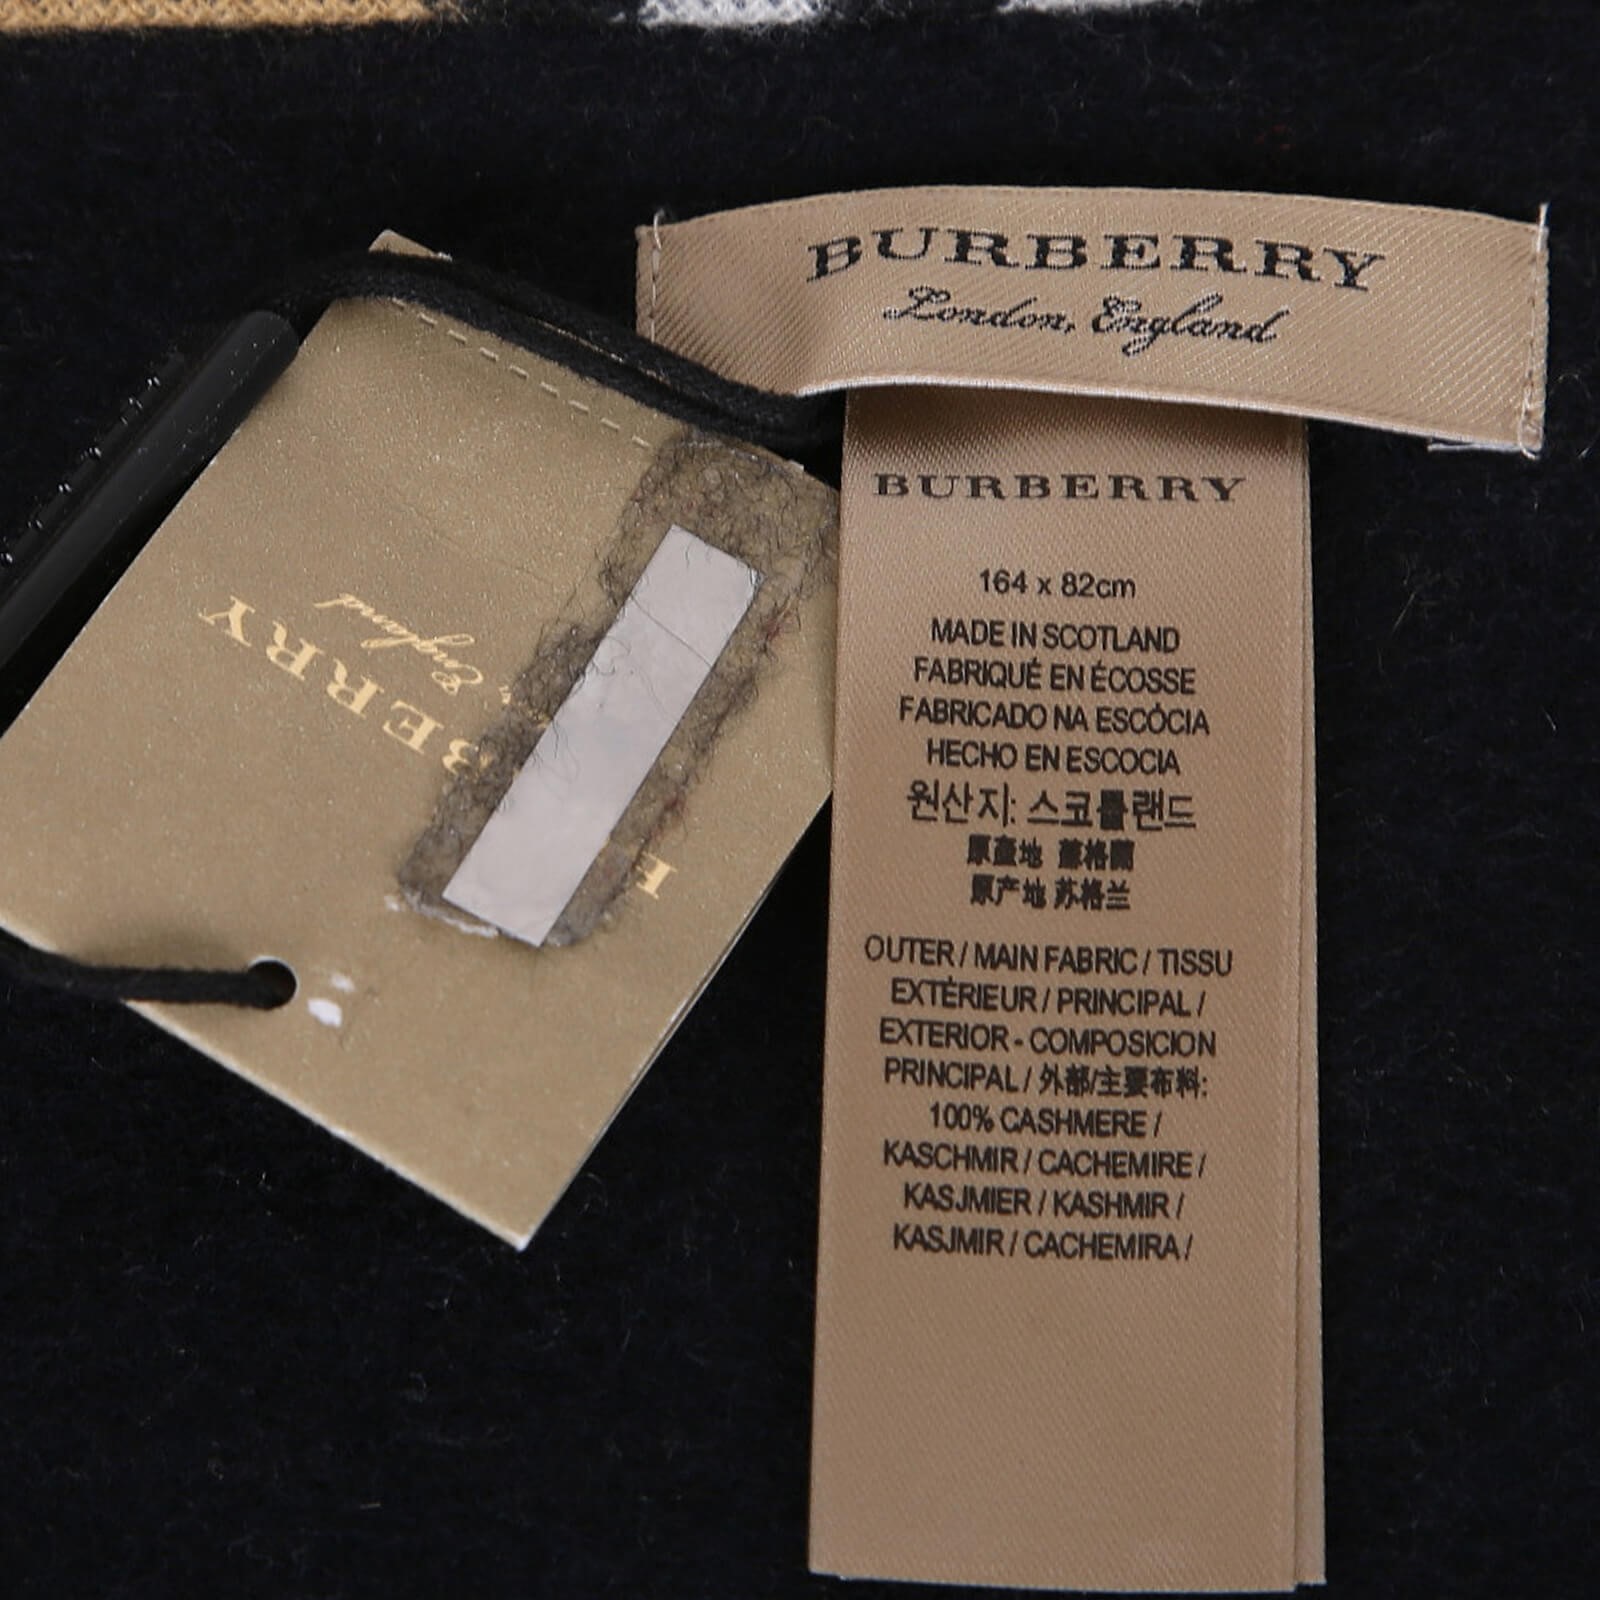 BURBERRY
London, England
BURBERRY
164 x 82cm
MADE IN SCOTLAND
FABRIQUÉ EN ÉCOSSE
FABRICADO NA ESCÓCIA
HECHO EN ESCOCIA
원산지: 스코틀랜드
原產地 蘇格蘭
原产地 苏格兰
OUTER / MAIN FABRIC / TISSU
EXTÉRIEUR / PRINCIPAL /
EXTERIOR - COMPOSICION
PRINCIPAL / 外部/主要布料:
100% CASHMERE /
KASCHMIR / CACHEMIRE /
KASJMIER / KASHMIR /
KASJMIR / CACHEMIRA /
BERRY
England